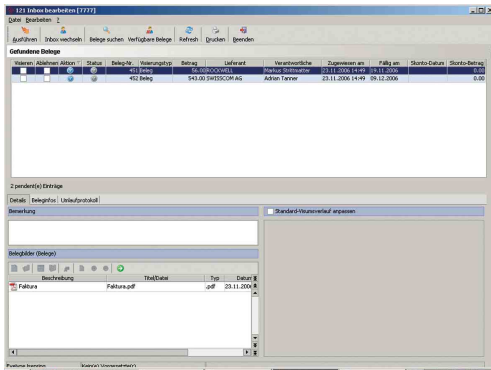 121 Inbox bearbeiten [7777]
Datei Bearbeiten ?
Ausführen Inbox wechseln Belege suchen Verfügbare Belege Refresh Drucken Beenden
Gefundene Belege
Visieren Ablehnen Aktion Status Beleg-Nr. Visierungstyp Betrag Lieferant Verantwortliche Zugewiesen am Fällig am Skonto-Datum Skonto-Betrag
451 Beleg 56.00 ROCKWELL Markus Strittmatter 23.11.2006 14:49 19.11.2006 0.00
452 Beleg 543.00 SWISSCOM AG Adrian Tanner 23.11.2006 14:49 09.12.2006 0.00
2 pendent(e) Einträge
Details Beleginfos Umlaufprotokoll
Bemerkung
Standard-Visumsverlauf anpassen
Belegbilder (Belege)
Beschreibung Titel/Datei Typ Datum
Faktura Faktura.pdf .pdf 23.11.200